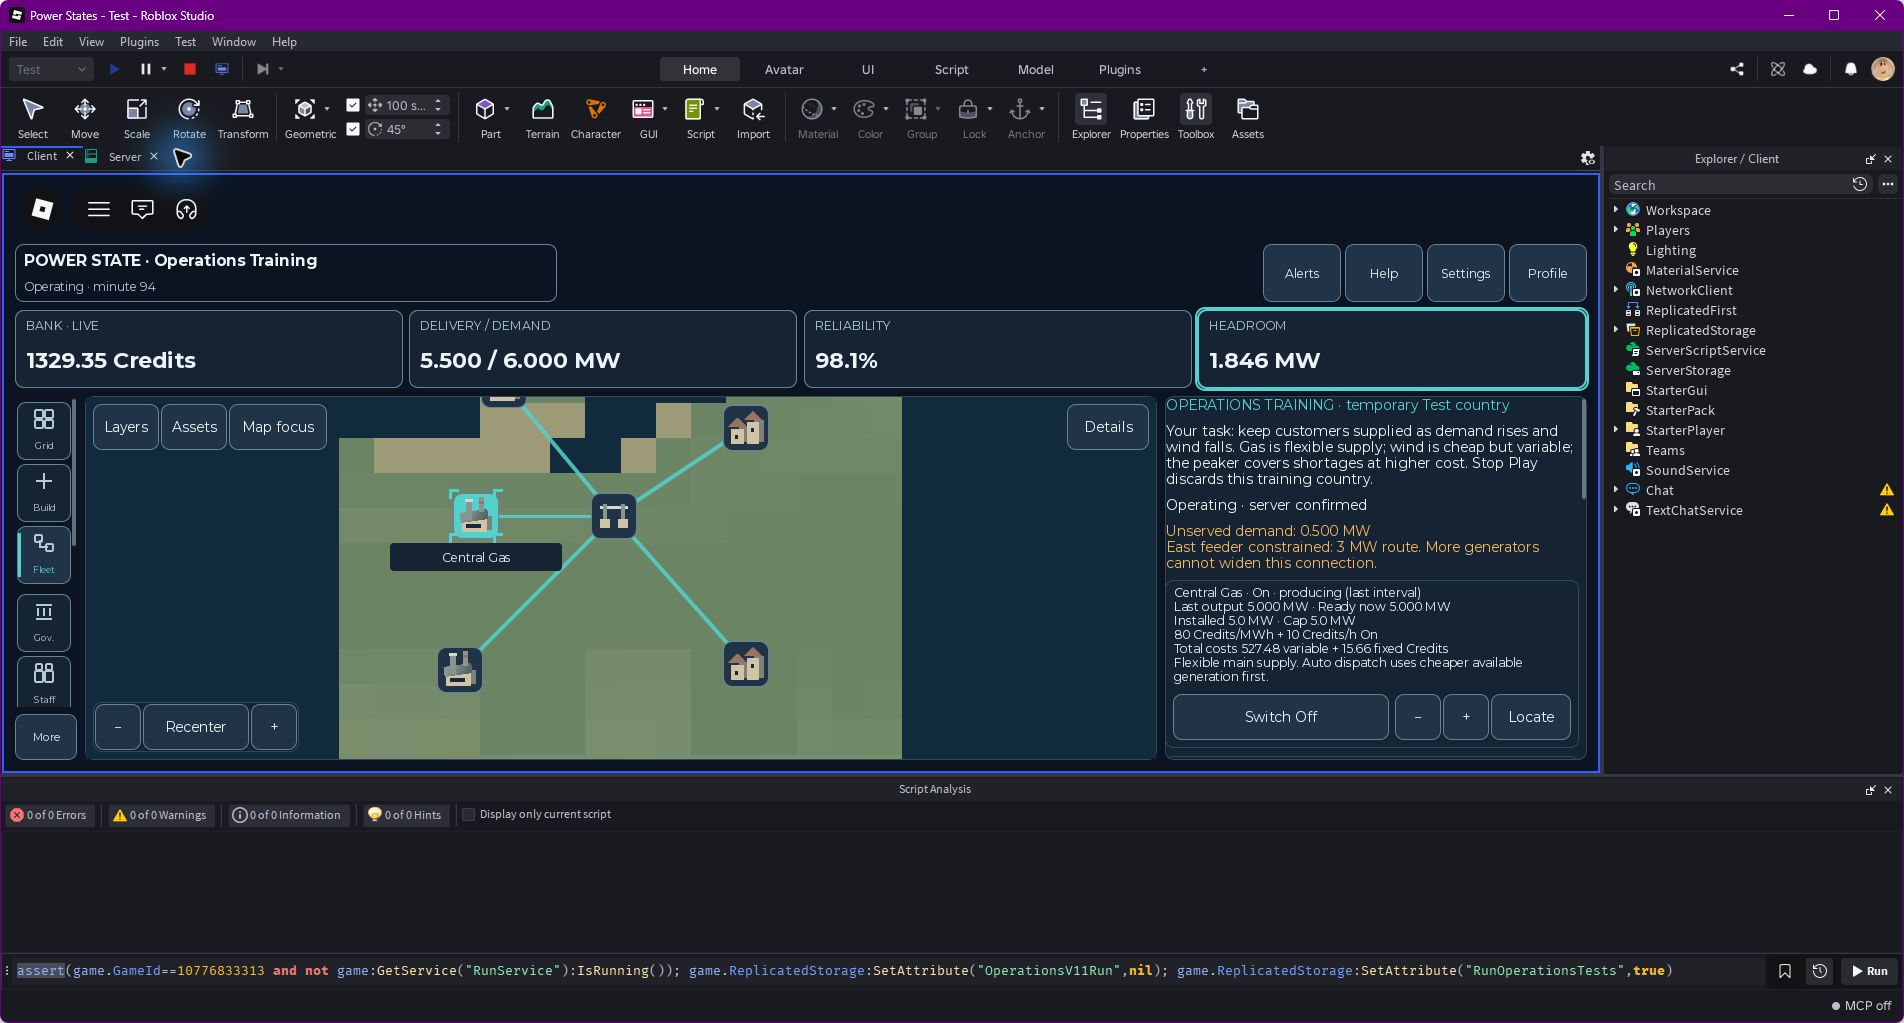 Power States - Test - Roblox Studio
File Edit View Plugins Test Window Help
Test
Home Avatar UI Script Model Plugins +
Select Move Scale Rotate Transform Geometric
100 s...
45°
Part Terrain Character GUI Script Import Material Color Group Lock Anchor Explorer Properties Toolbox Assets
Client Server
POWER STATE · Operations Training
Operating · minute 94
Alerts Help Settings Profile
BANK · LIVE
1329.35 Credits
DELIVERY / DEMAND
5.500 / 6.000 MW
RELIABILITY
98.1%
HEADROOM
1.846 MW
Grid
Build
Fleet
Gov.
Staff
More
Layers Assets Map focus
Details
Central Gas
− Recenter +
OPERATIONS TRAINING · temporary Test country
Your task: keep customers supplied as demand rises and
wind falls. Gas is flexible supply; wind is cheap but variable;
the peaker covers shortages at higher cost. Stop Play
discards this training country.
Operating · server confirmed
Unserved demand: 0.500 MW
East feeder constrained: 3 MW route. More generators
cannot widen this connection.
Central Gas · On · producing (last interval)
Last output 5.000 MW · Ready now 5.000 MW
Installed 5.0 MW · Cap 5.0 MW
80 Credits/MWh + 10 Credits/h On
Total costs 527.48 variable + 15.66 fixed Credits
Flexible main supply. Auto dispatch uses cheaper available
generation first.
Switch Off − + Locate
Explorer / Client
Search
Workspace
Players
Lighting
MaterialService
NetworkClient
ReplicatedFirst
ReplicatedStorage
ServerScriptService
ServerStorage
StarterGui
StarterPack
StarterPlayer
Teams
SoundService
Chat
TextChatService
Script Analysis
0 of 0 Errors 0 of 0 Warnings 0 of 0 Information 0 of 0 Hints Display only current script
assert(game.GameId==10776833313 and not game:GetService("RunService"):IsRunning()); game.ReplicatedStorage:SetAttribute("OperationsV11Run",nil); game.ReplicatedStorage:SetAttribute("RunOperationsTests",true)
Run
MCP off